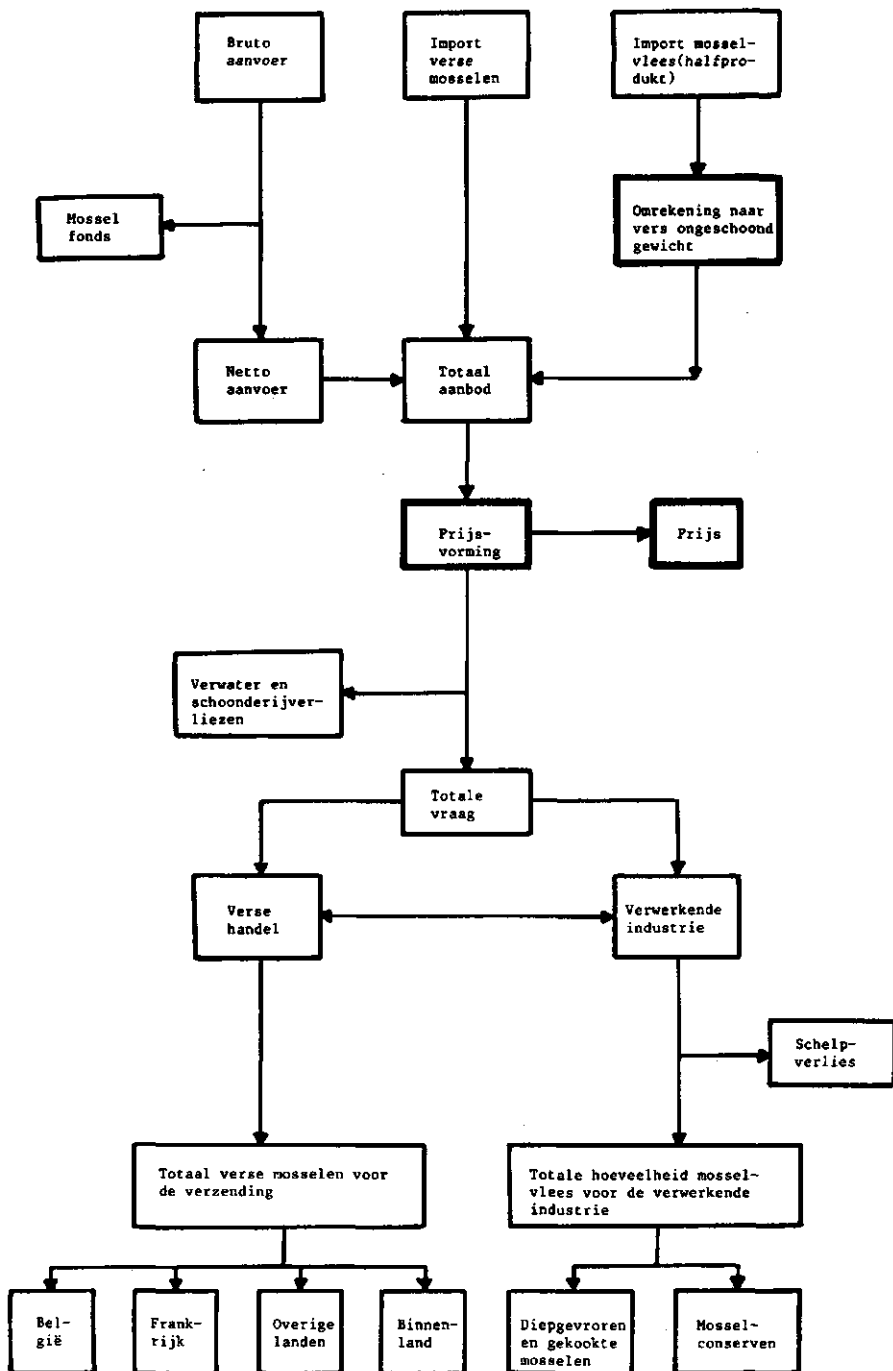 Bruto
aanvoer
Import
verse
mosselen
Import mossel-
vlees(halfpro-
dukt)
Mossel
fonds
Omrekening naar
vers ongeschoond
gewicht
Netto
aanvoer
Totaal
aanbod
Prijs-
vorming
Prijs
Verwater en
schoonderijver-
liezen
Totale
vraag
Verse
handel
Verwerkende
industrie
Schelp-
verlies
Totaal verse mosselen voor
de verzending
Totale hoeveelheid mossel-
vlees voor de verwerkende
industrie
Bel-
gië
Frank-
rijk
Overige
landen
Binnen-
land
Diepgevroren
en gekookte
mosselen
Mossel-
conserven